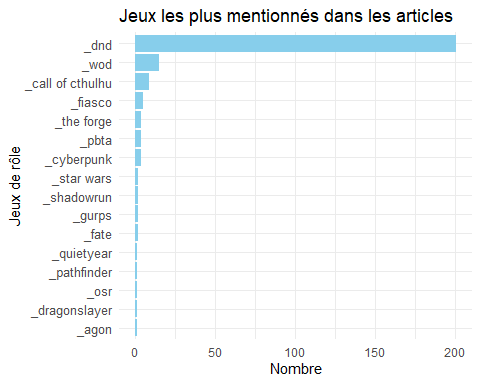 Jeux les plus mentionnés dans les articles
_dnd
_wod
_call of cthulhu
_fiasco
_the forge
_pbta
_cyberpunk
_star wars
_shadowrun
_gurps
_fate
_quietyear
_pathfinder
_osr
_dragonslayer
_agon
Jeux de rôle
0 50 100 150 200
Nombre